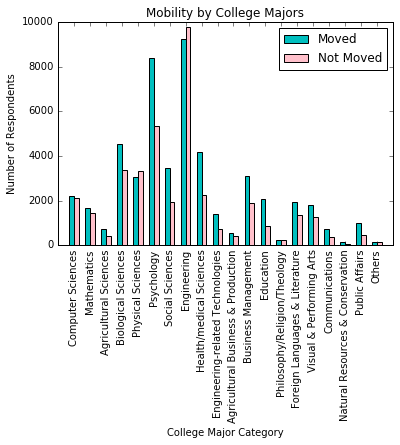 Mobility by College Majors
Number of Respondents
10000
8000
6000
4000
2000
0
Moved
Not Moved
Computer Sciences
Mathematics
Agricultural Sciences
Biological Sciences
Physical Sciences
Psychology
Social Sciences
Engineering
Health/medical Sciences
Engineering-related Technologies
Agricultural Business & Production
Business Management
Education
Philosophy/Religion/Theology
Foreign Languages & Literature
Visual & Performing Arts
Communications
Natural Resources & Conservation
Public Affairs
Others
College Major Category